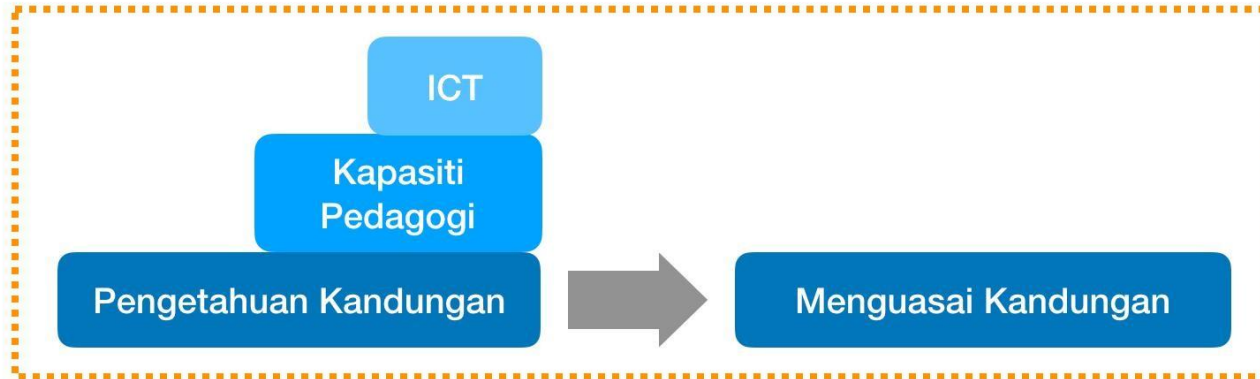 ICT
Kapasiti
Pedagogi
Pengetahuan Kandungan
Menguasai Kandungan